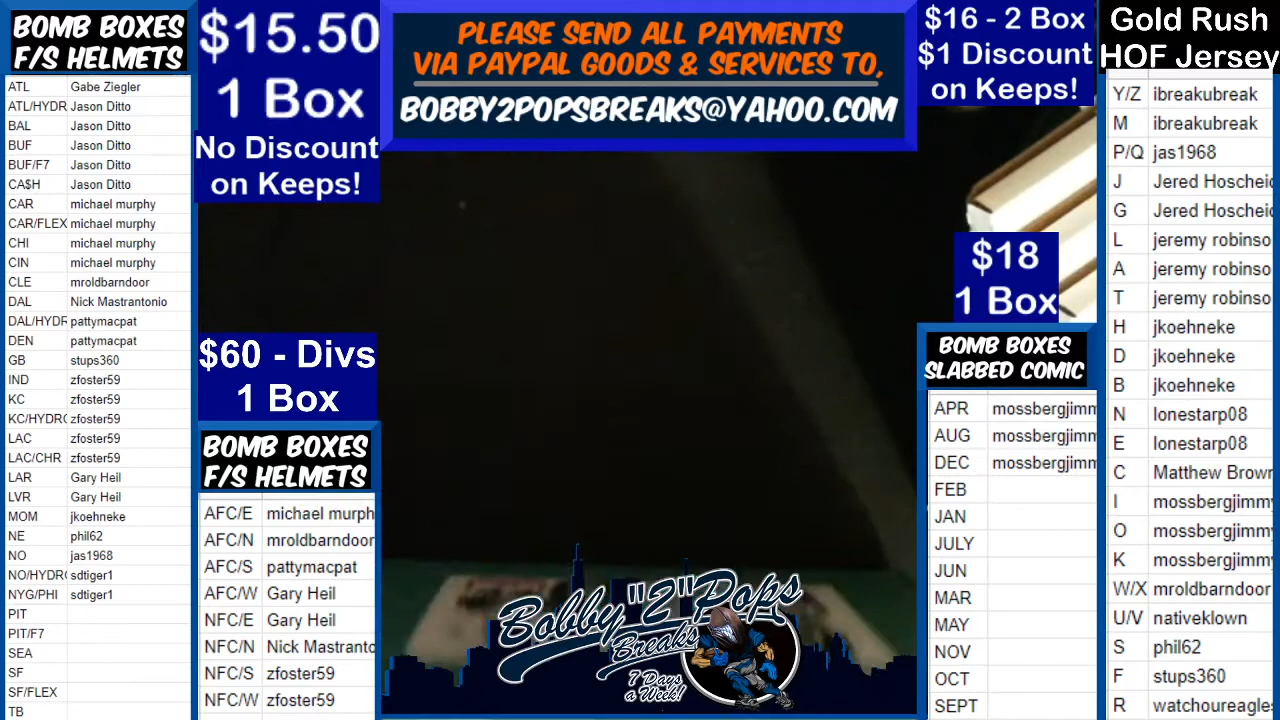 BOMB BOXES
F/S HELMETS
ATL Gabe Ziegler
ATL/HYDR Jason Ditto
BAL Jason Ditto
BUF Jason Ditto
BUF/F7 Jason Ditto
CA$H Jason Ditto
CAR michael murphy
CAR/FLEX michael murphy
CHI michael murphy
CIN michael murphy
CLE mroldbarndoor
DAL Nick Mastrantonio
DAL/HYDR pattymacpat
DEN pattymacpat
GB stups360
IND zfoster59
KC zfoster59
KC/HYDRO zfoster59
LAC zfoster59
LAC/CHR zfoster59
LAR Gary Heil
LVR Gary Heil
MOM jkoehneke
NE phil62
NO jas1968
NO/HYDRO sdtiger1
NYG/PHI sdtiger1
PIT
PIT/F7
SEA
SF
SF/FLEX
TB
$15.50
1 Box
No Discount
on Keeps!
$60 - Divs
1 Box
BOMB BOXES
F/S HELMETS
AFC/E michael murph
AFC/N mroldbarndoor
AFC/S pattymacpat
AFC/W Gary Heil
NFC/E Gary Heil
NFC/N Nick Mastranto
NFC/S zfoster59
NFC/W zfoster59
PLEASE SEND ALL PAYMENTS
VIA PAYPAL GOODS & SERVICES TO,
BOBBY2POPSBREAKS@YAHOO.COM
Bobby "2" Pops
Breaks
7 Days
a Week!
$16 - 2 Box
$1 Discount
on Keeps!
$18
1 Box
BOMB BOXES
SLABBED COMIC
APR mossbergjimm
AUG mossbergjimm
DEC mossbergjimm
FEB
JAN
JULY
JUN
MAR
MAY
NOV
OCT
SEPT
Gold Rush
HOF Jersey
Y/Z ibreakubreak
M ibreakubreak
P/Q jas1968
J Jered Hoscheid
G Jered Hoscheid
L jeremy robinso
A jeremy robinso
T jeremy robinso
H jkoehneke
D jkoehneke
B jkoehneke
N lonestarp08
E lonestarp08
C Matthew Brown
I mossbergjimmy
O mossbergjimmy
K mossbergjimmy
W/X mroldbarndoor
U/V nativeklown
S phil62
F stups360
R watchoureagles